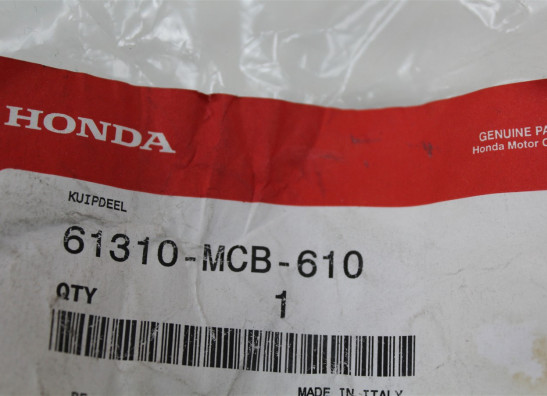 HONDA
GENUINE PA
Honda Motor C
KUIPDEEL
61310-MCB-610
QTY 1
MADE IN ITALY